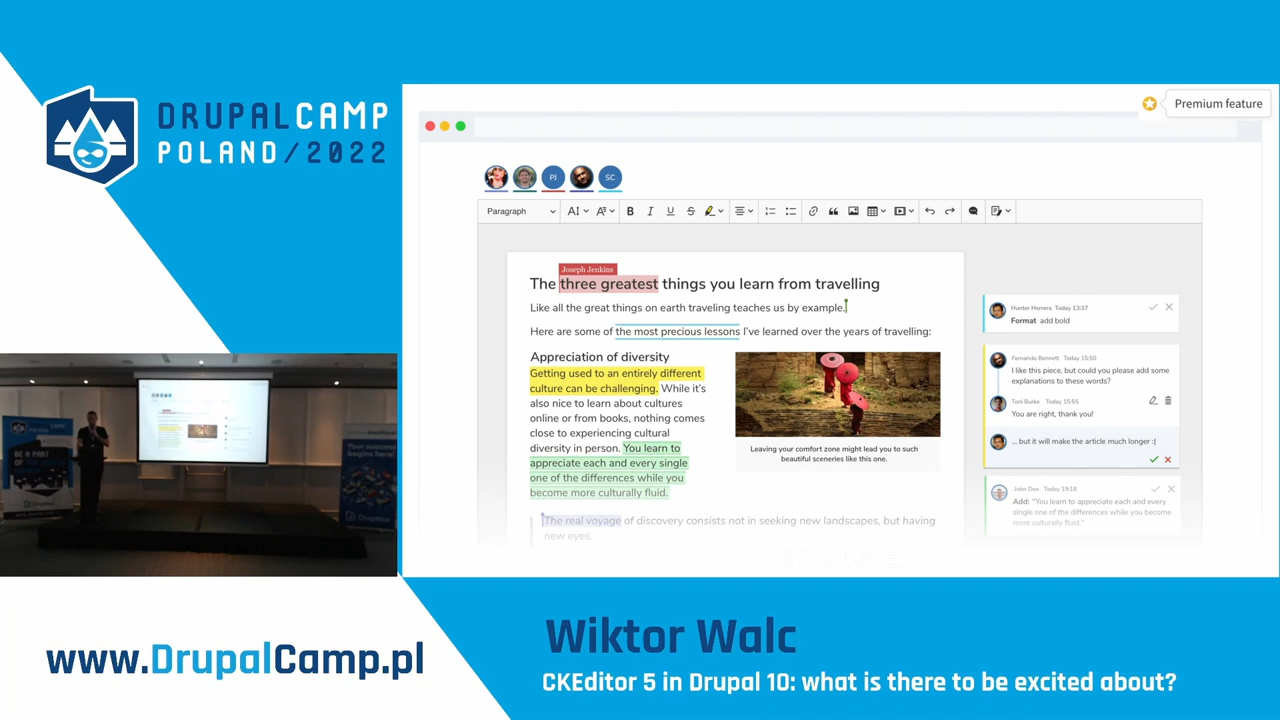 DRUPALCAMP
POLAND/2022
Premium feature
PJ
SC
Paragraph
Joseph Jenkins
The three greatest things you learn from travelling
Like all the great things on earth traveling teaches us by example.
Here are some of the most precious lessons I've learned over the years of travelling:
Appreciation of diversity
Getting used to an entirely different
culture can be challenging. While it's
also nice to learn about cultures
online or from books, nothing comes
close to experiencing cultural
diversity in person. You learn to
appreciate each and every single
one of the differences while you
become more culturally fluid.
Leaving your comfort zone might lead you to such
beautiful sceneries like this one.
The real voyage of discovery consists not in seeking new landscapes, but having
new eyes.
Hunter Herrera Today 13:37
Format add bold
Fernando Bennett Today 15:50
I like this piece, but could you please add some
explanations to these words?
Toni Burke Today 15:55
You are right, thank you!
... but it will make the article much longer :(
John Doe Today 19:18
Add: "You learn to appreciate each and every
single one of the differences while you become
more culturally fluid."
BE A PART
Your success
begins here!
Wiktor Walc
CKEditor 5 in Drupal 10: what is there to be excited about?
www.DrupalCamp.pl